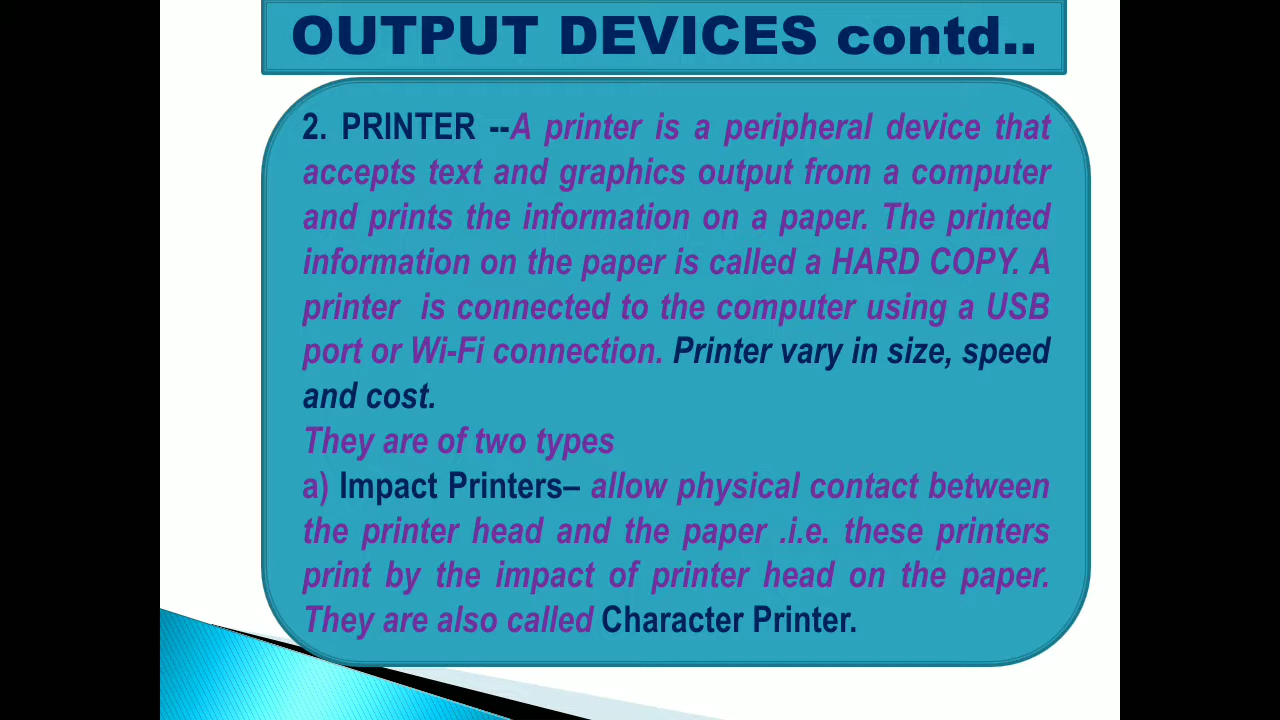 OUTPUT DEVICES contd..
2. PRINTER --A printer is a peripheral device that
accepts text and graphics output from a computer
and prints the information on a paper. The printed
information on the paper is called a HARD COPY. A
printer is connected to the computer using a USB
port or Wi-Fi connection. Printer vary in size, speed
and cost.
They are of two types
a) Impact Printers– allow physical contact between
the printer head and the paper .i.e. these printers
print by the impact of printer head on the paper.
They are also called Character Printer.